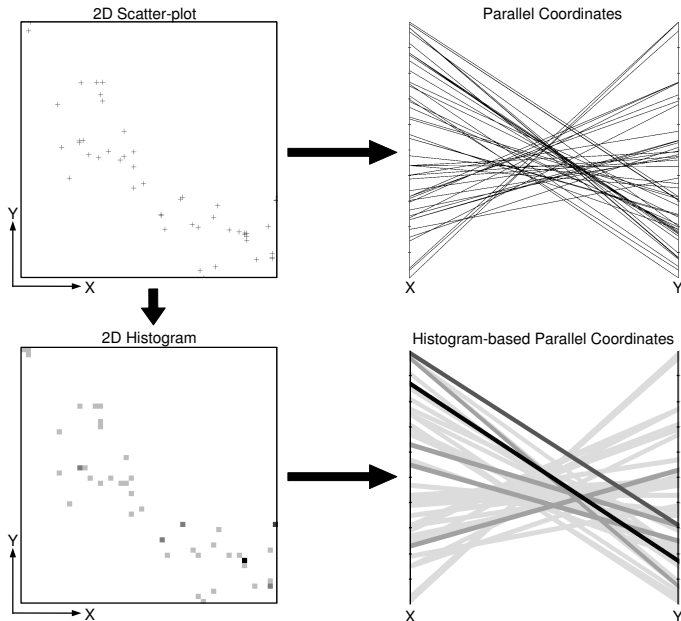 2D Scatter-plot
Parallel Coordinates
Y
X
X
Y
2D Histogram
Histogram-based Parallel Coordinates
Y
X
X
Y